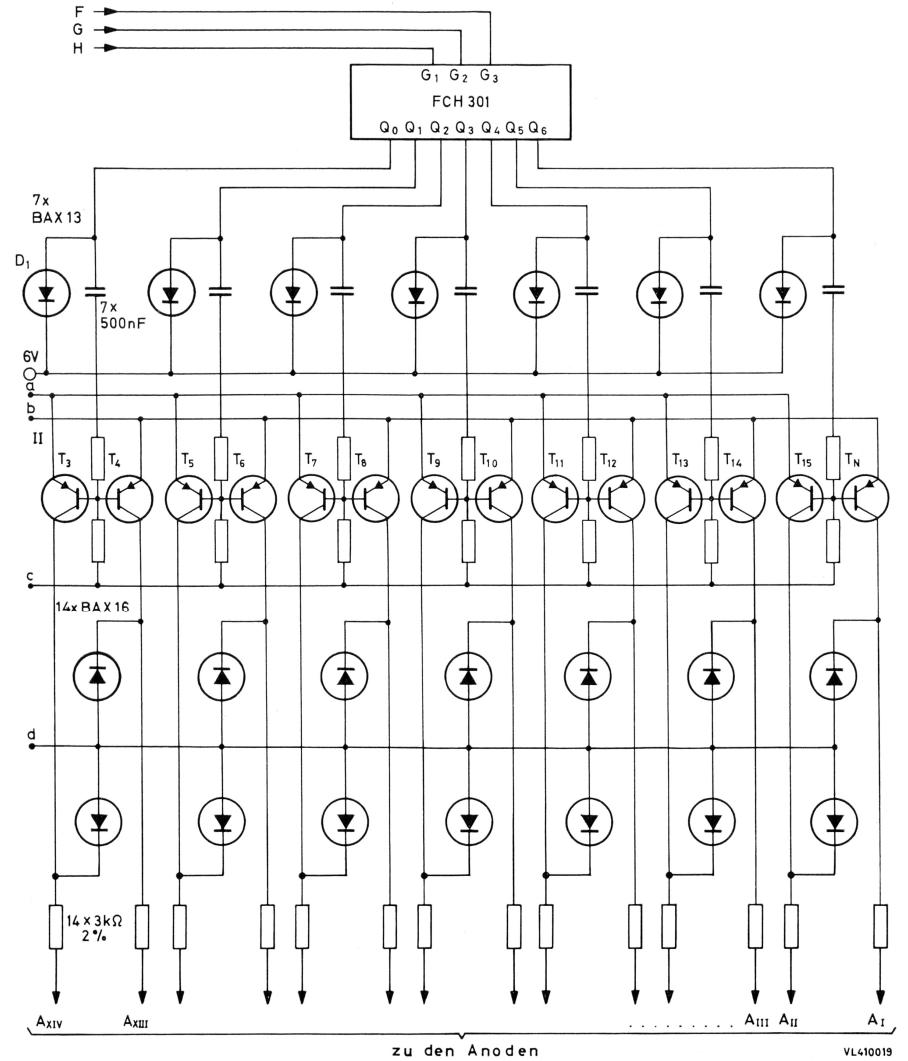 F
G
H
G1 G2 G3
FCH 301
Q0 Q1 Q2 Q3 Q4 Q5 Q6
7x
BAX 13
D1
7x
500nF
6V
a
b
II
T3 T4 T5 T6 T7 T8 T9 T10 T11 T12 T13 T14 T15 TN
c
14x BAX 16
d
14 x 3kΩ
2%
AXIV AXIII ......... AIII AII AI
zu den Anoden
VL410019